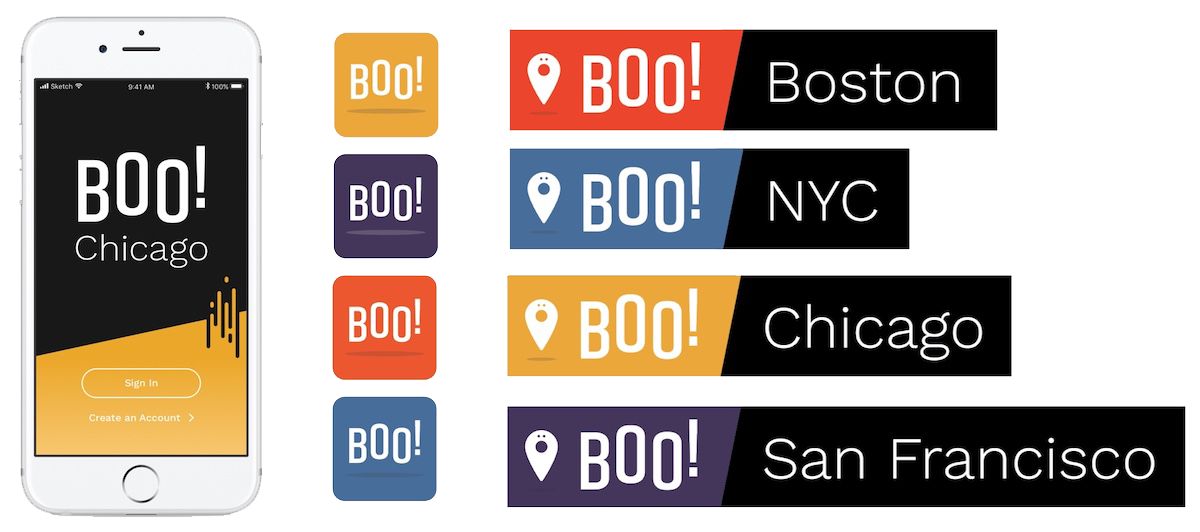 Sketch 9:41 AM 100%
BOO!
Chicago
Sign In
Create an Account
BOO!
BOO!
BOO!
BOO!
BOO! Boston
BOO! NYC
BOO! Chicago
BOO! San Francisco